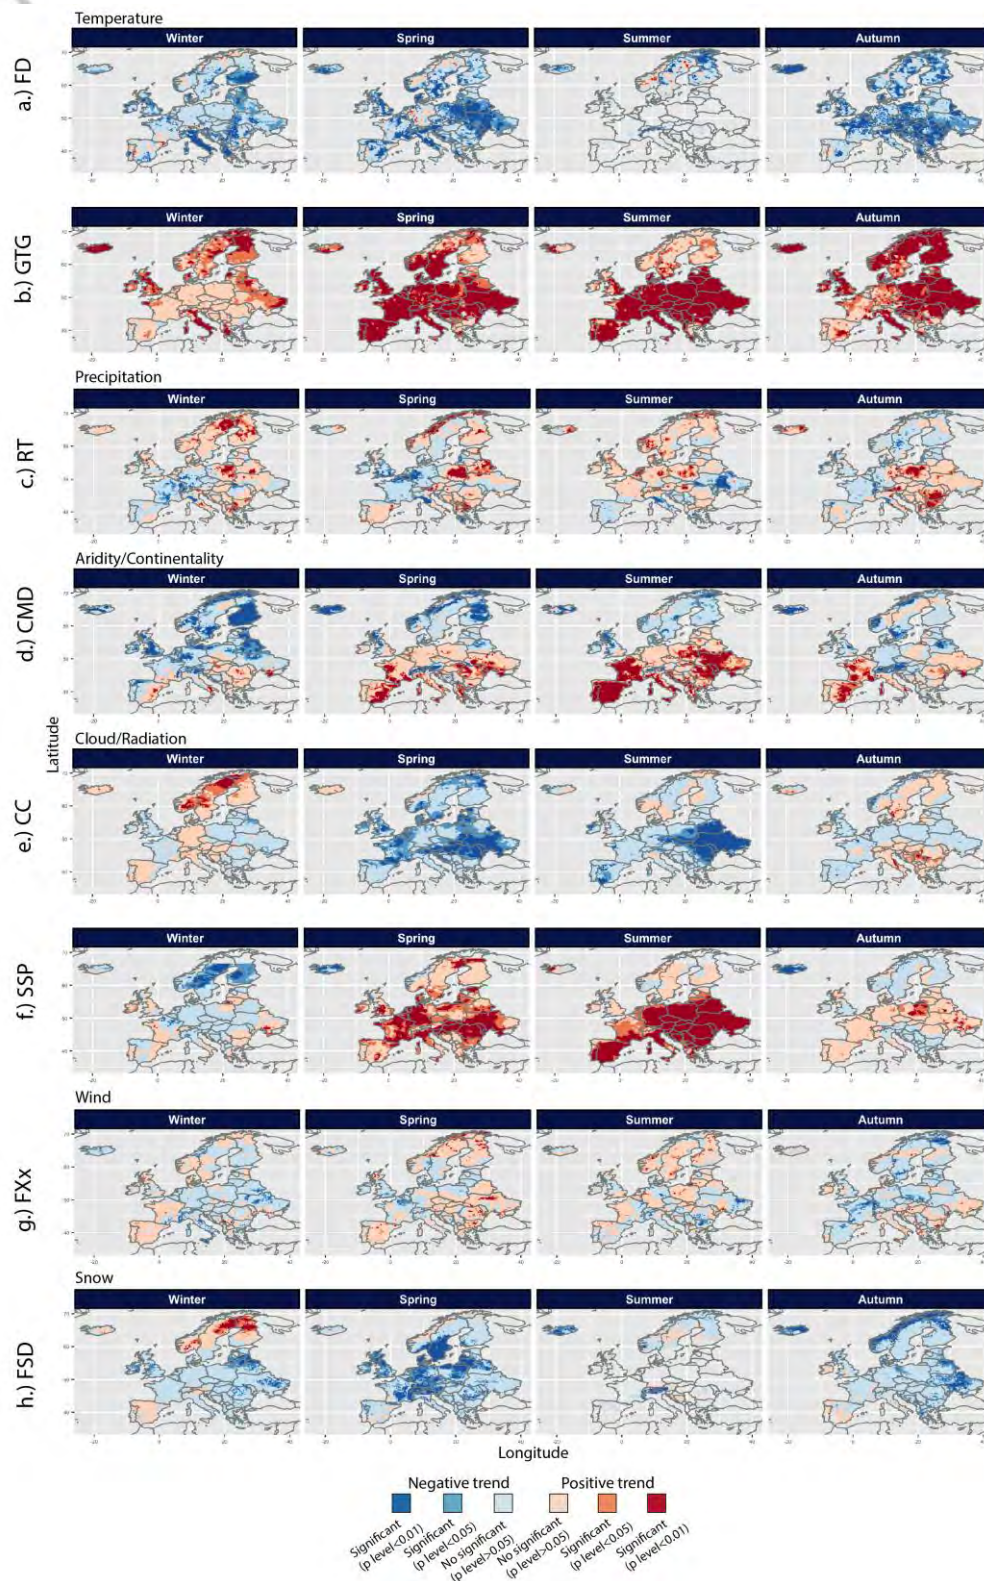 Temperature
Winter Spring Summer Autumn
a.) FD
Winter Spring Summer Autumn
b.) GTG
Precipitation
Winter Spring Summer Autumn
c.) RT
Aridity/Continentality
Winter Spring Summer Autumn
d.) CMD
Latitude
Cloud/Radiation
Winter Spring Summer Autumn
e.) CC
Winter Spring Summer Autumn
f.) SSP
Wind
Winter Spring Summer Autumn
g.) FXx
Snow
Winter Spring Summer Autumn
h.) FSD
Longitude
Negative trend Positive trend
Significant
(p level<0.01)
Significant
(p level<0.05)
No significant
(p level>0.05)
No significant
(p level>0.05)
Significant
(p level<0.05)
Significant
(p level<0.01)